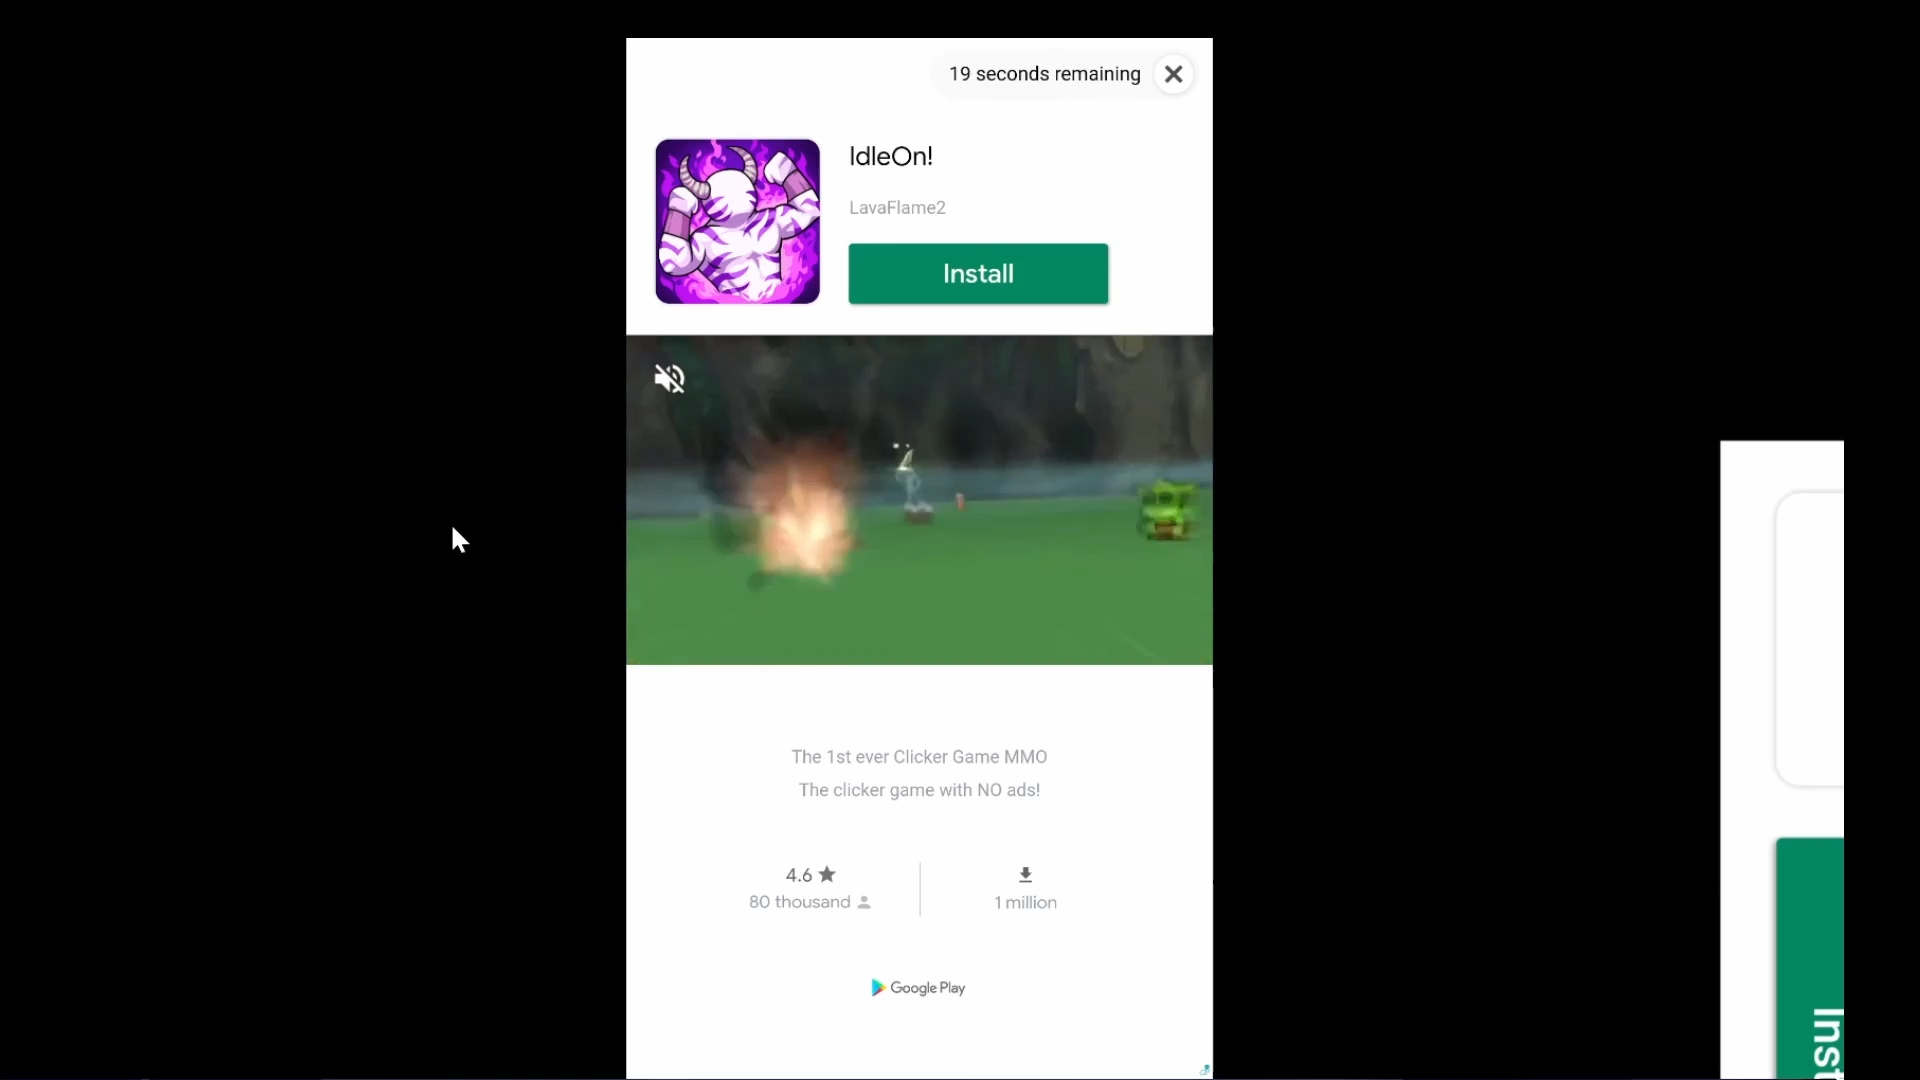 19 seconds remaining
IdleOn!
LavaFlame2
Install
The 1st ever Clicker Game MMO
The clicker game with NO ads!
4.6
80 thousand
1 million
Google Play
Inst